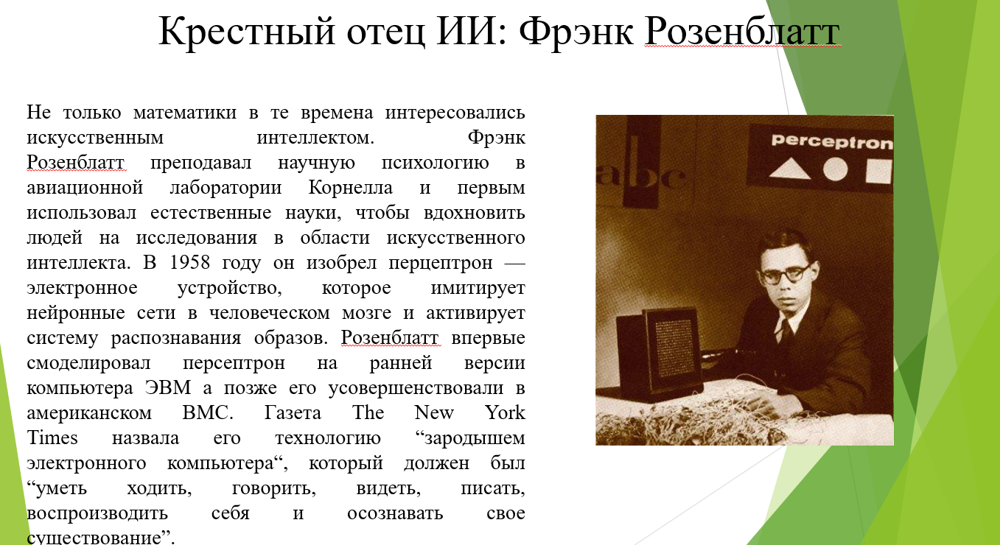 Крестный отец ИИ: Фрэнк Розенблатт
Не только математики в те времена интересовались
искусственным интеллектом. Фрэнк
Розенблатт преподавал научную психологию в
авиационной лаборатории Корнелла и первым
использовал естественные науки, чтобы вдохновить
людей на исследования в области искусственного
интеллекта. В 1958 году он изобрел перцептрон —
электронное устройство, которое имитирует
нейронные сети в человеческом мозге и активирует
систему распознавания образов. Розенблатт впервые
смоделировал персептрон на ранней версии
компьютера ЭВМ а позже его усовершенствовали в
американском ВМС. Газета The New York
Times назвала его технологию “зародышем
электронного компьютера“, который должен был
“уметь ходить, говорить, видеть, писать,
воспроизводить себя и осознавать свое
существование”.
perceptron
abc